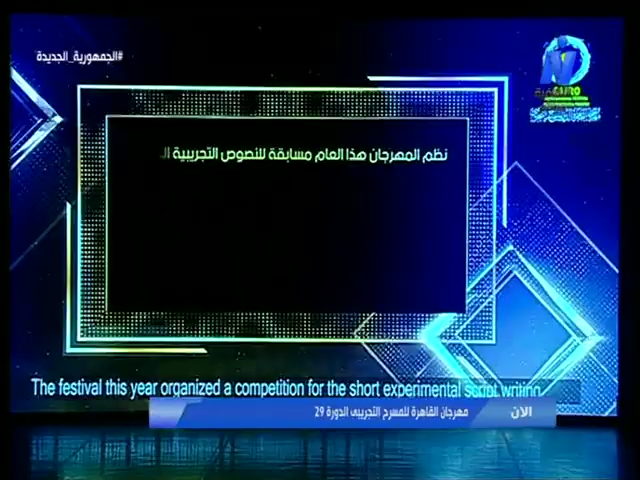 #الجمهورية_الجديدة
نظم المهرجان هذا العام مسابقة للنصوص التجريبية
The festival this year organized a competition for the short experimental script writing
الآن
مهرجان القاهرة للمسرح التجريبى الدورة 29